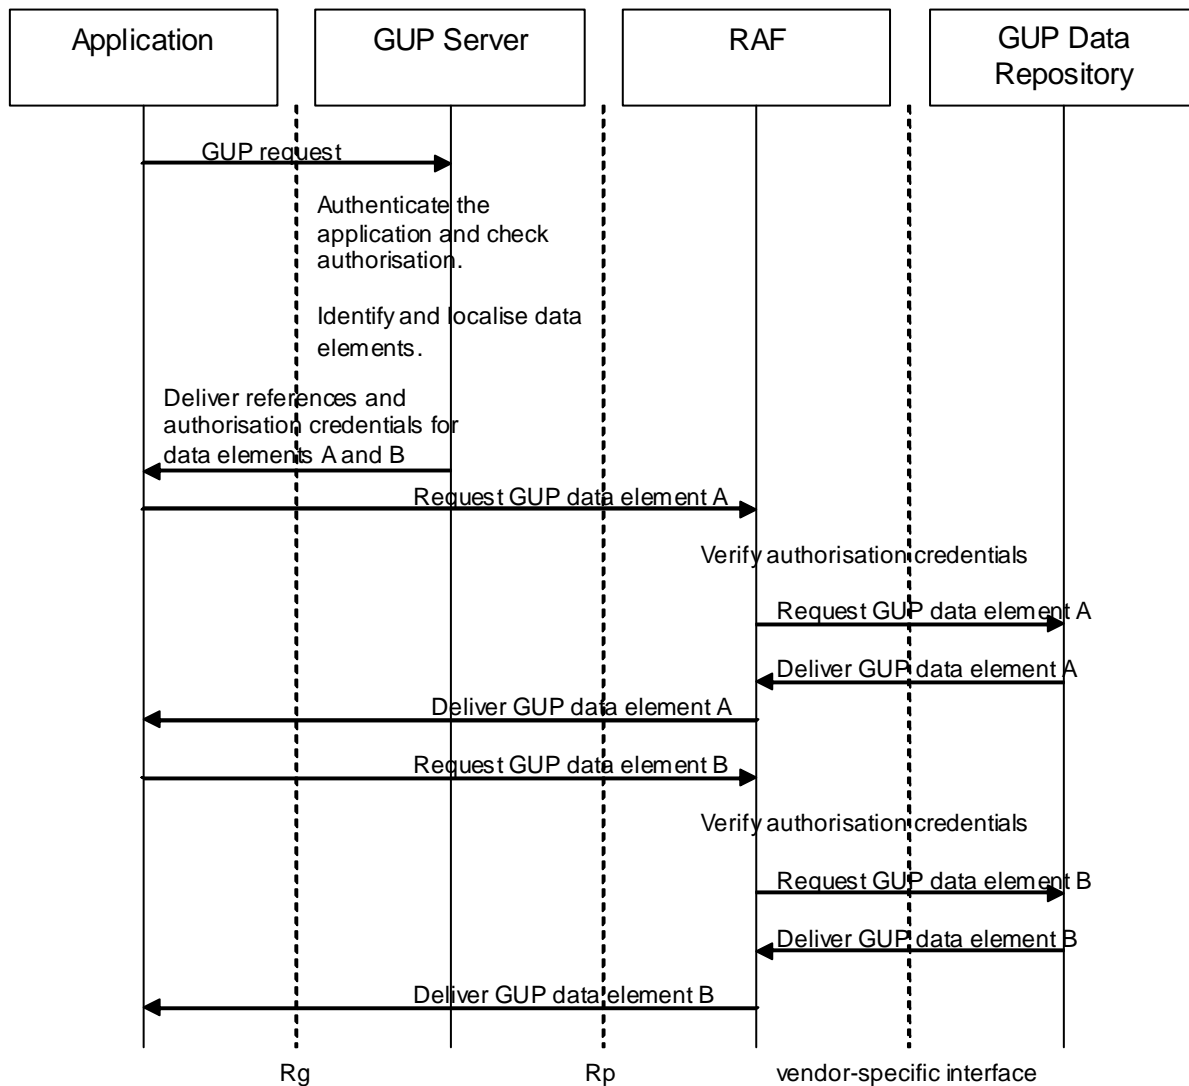 Application
GUP Server
RAF
GUP Data
Repository
GUP request
Authenticate the
application and check
authorisation.
Identify and localise data
elements.
Deliver references and
authorisation credentials for
data elements A and B
Request GUP data element A
Verify authorisation credentials
Request GUP data element A
Deliver GUP data element A
Deliver GUP data element A
Request GUP data element B
Verify authorisation credentials
Request GUP data element B
Deliver GUP data element B
Deliver GUP data element B
Rg
Rp
vendor-specific interface